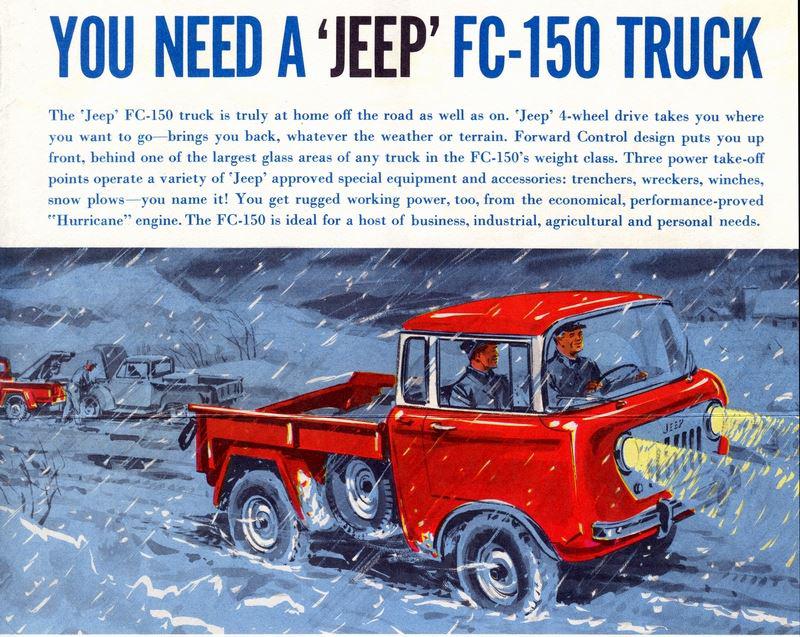 YOU NEED A ‘JEEP’ FC-150 TRUCK
The ‘Jeep’ FC-150 truck is truly at home off the road as well as on. ‘Jeep’ 4-wheel drive takes you where
you want to go—brings you back, whatever the weather or terrain. Forward Control design puts you up
front, behind one of the largest glass areas of any truck in the FC-150’s weight class. Three power take-off
points operate a variety of ‘Jeep’ approved special equipment and accessories: trenchers, wreckers, winches,
snow plows—you name it! You get rugged working power, too, from the economical, performance-proved
“Hurricane” engine. The FC-150 is ideal for a host of business, industrial, agricultural and personal needs.
JEEP